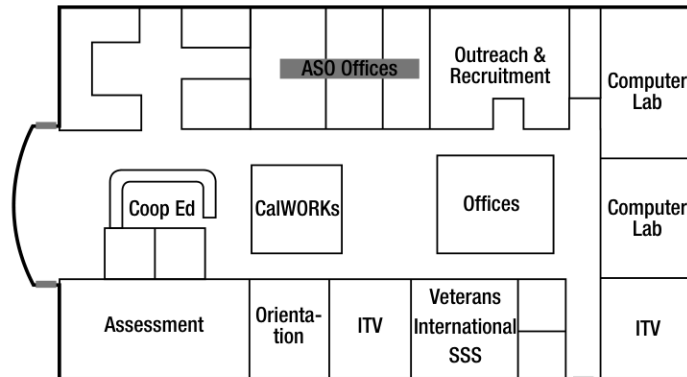 ASO Offices
Outreach &
Recruitment
Computer
Lab
Coop Ed
CalWORKs
Offices
Computer
Lab
Assessment
Orienta-
tion
ITV
Veterans
International
SSS
ITV